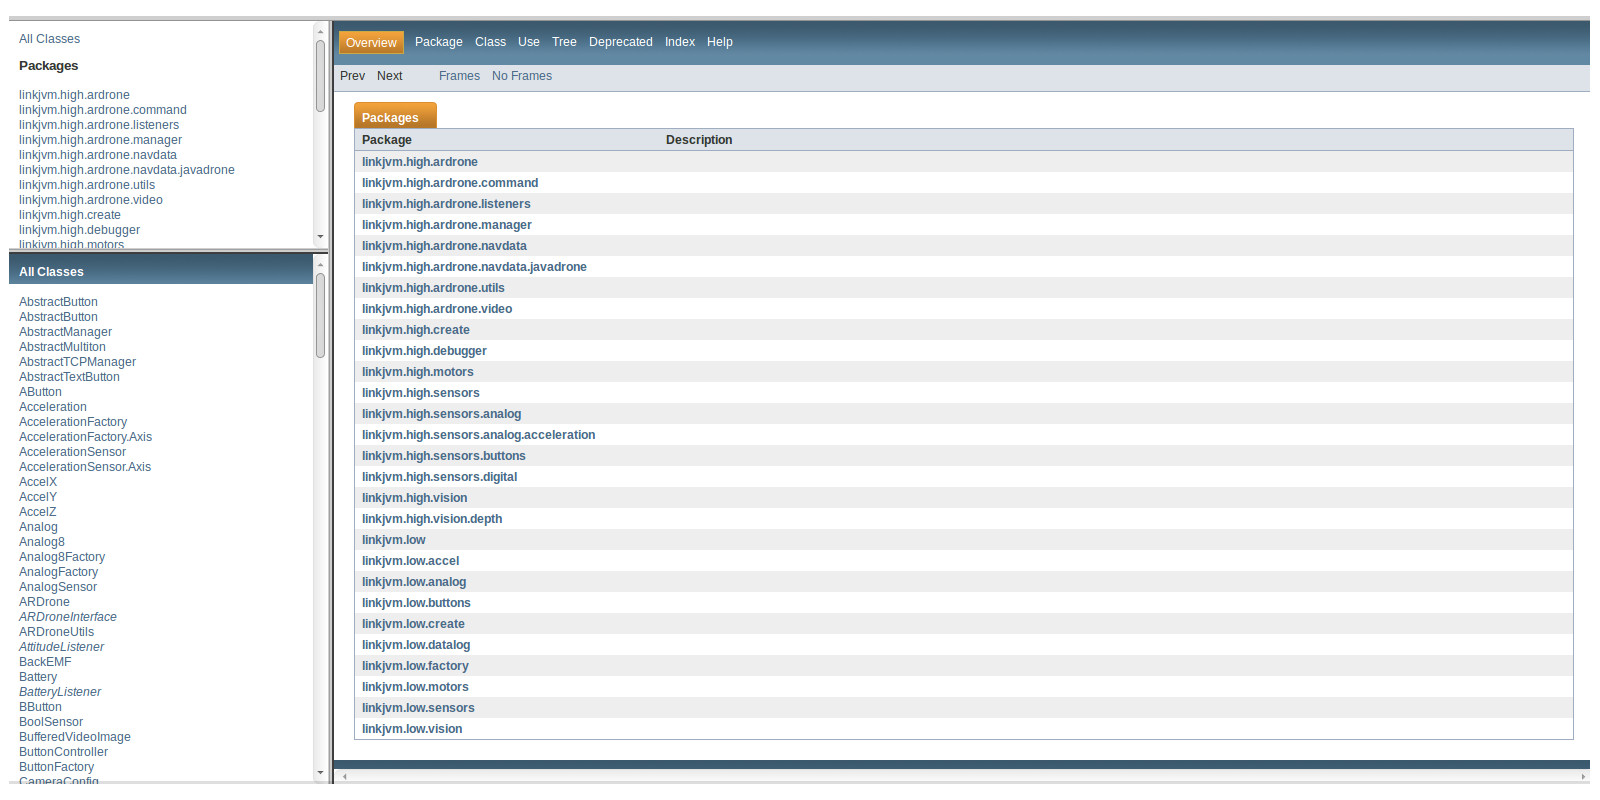 All Classes
Packages
linkjvm.high.ardrone
linkjvm.high.ardrone.command
linkjvm.high.ardrone.listeners
linkjvm.high.ardrone.manager
linkjvm.high.ardrone.navdata
linkjvm.high.ardrone.navdata.javadrone
linkjvm.high.ardrone.utils
linkjvm.high.ardrone.video
linkjvm.high.create
linkjvm.high.debugger
linkjvm.high.motors
All Classes
AbstractButton
AbstractButton
AbstractManager
AbstractMultiton
AbstractTCPManager
AbstractTextButton
AButton
Acceleration
AccelerationFactory
AccelerationFactory.Axis
AccelerationSensor
AccelerationSensor.Axis
AccelX
AccelY
AccelZ
Analog
Analog8
Analog8Factory
AnalogFactory
AnalogSensor
ARDrone
ARDroneInterface
ARDroneUtils
AttitudeListener
BackEMF
Battery
BatteryListener
BButton
BoolSensor
BufferedVideoImage
ButtonController
ButtonFactory
CameraConfig
Overview Package Class Use Tree Deprecated Index Help
Prev Next Frames No Frames
Packages
Package Description
linkjvm.high.ardrone
linkjvm.high.ardrone.command
linkjvm.high.ardrone.listeners
linkjvm.high.ardrone.manager
linkjvm.high.ardrone.navdata
linkjvm.high.ardrone.navdata.javadrone
linkjvm.high.ardrone.utils
linkjvm.high.ardrone.video
linkjvm.high.create
linkjvm.high.debugger
linkjvm.high.motors
linkjvm.high.sensors
linkjvm.high.sensors.analog
linkjvm.high.sensors.analog.acceleration
linkjvm.high.sensors.buttons
linkjvm.high.sensors.digital
linkjvm.high.vision
linkjvm.high.vision.depth
linkjvm.low
linkjvm.low.accel
linkjvm.low.analog
linkjvm.low.buttons
linkjvm.low.create
linkjvm.low.datalog
linkjvm.low.factory
linkjvm.low.motors
linkjvm.low.sensors
linkjvm.low.vision